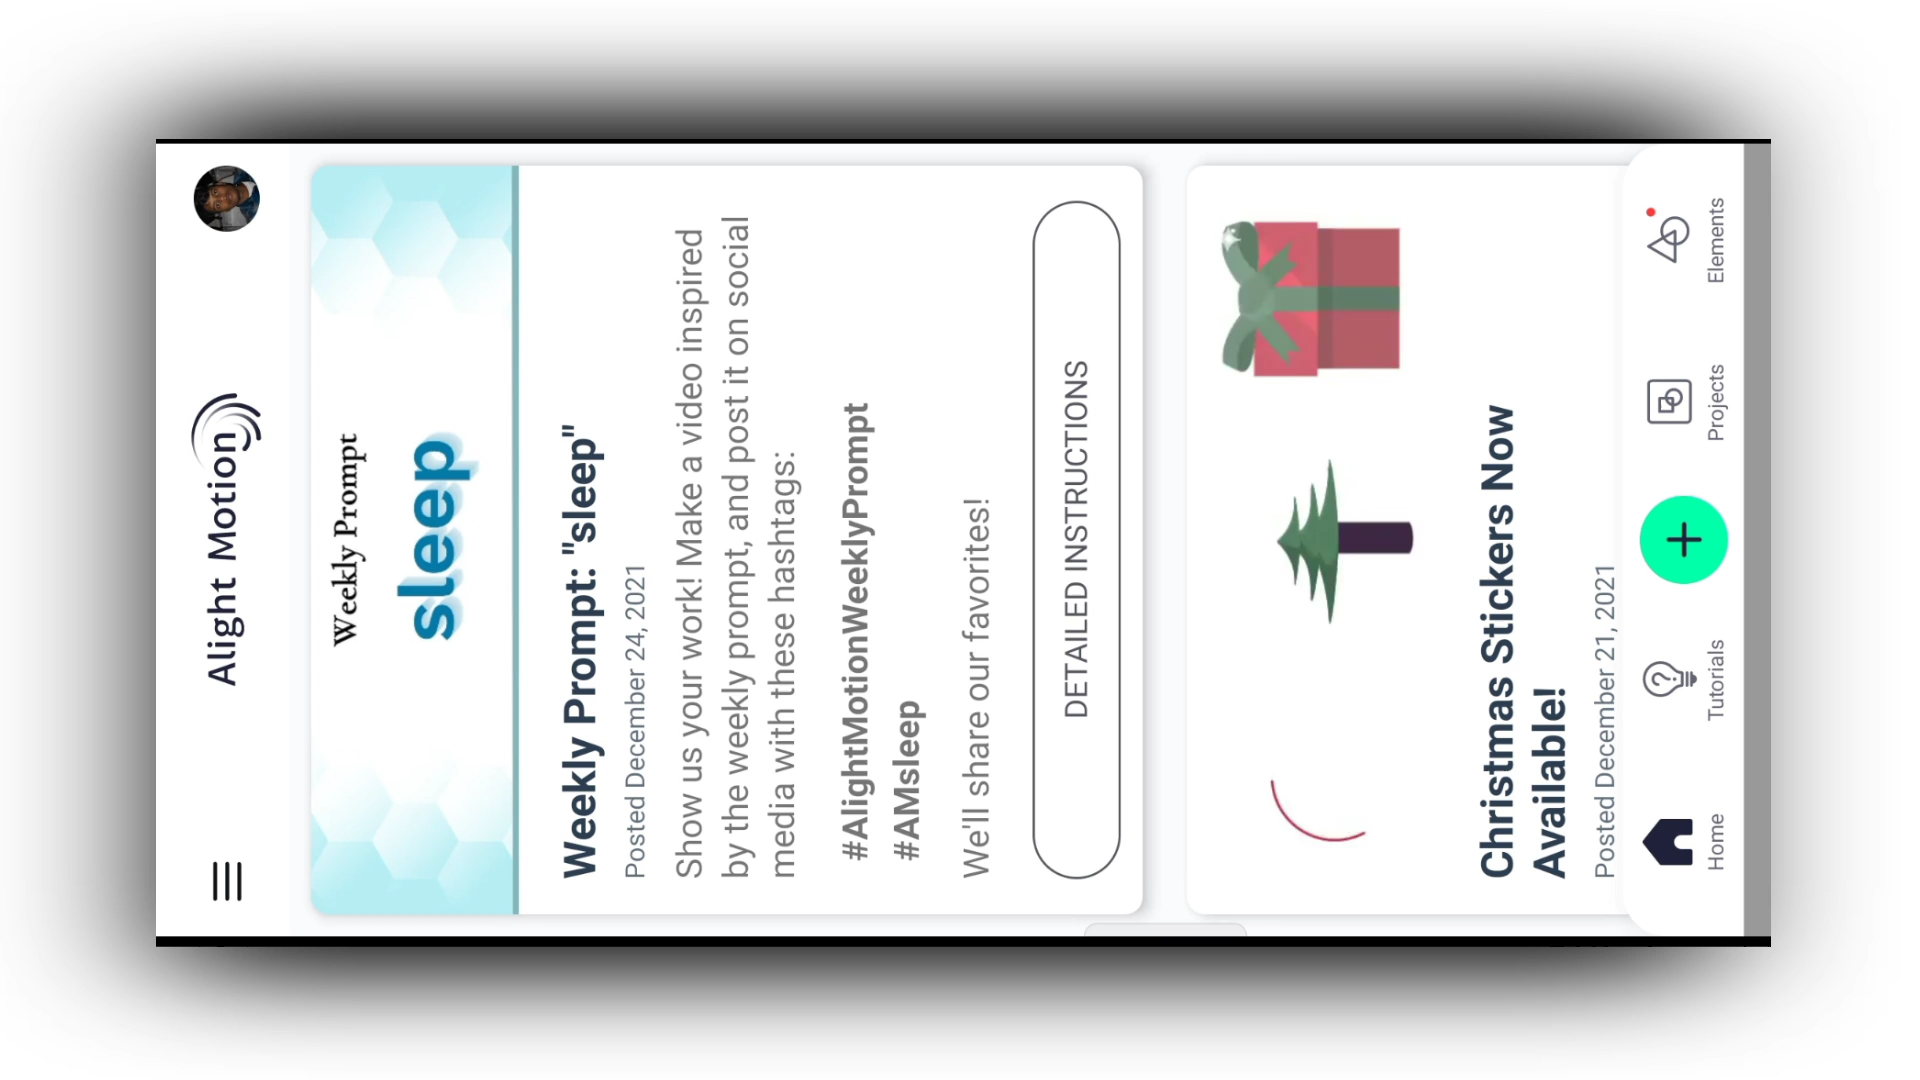 Alight Motion
Weekly Prompt
sleep
Weekly Prompt: "sleep"
Posted December 24, 2021
Show us your work! Make a video inspired
by the weekly prompt, and post it on social
media with these hashtags:
#AlightMotionWeeklyPrompt
#AMsleep
We'll share our favorites!
DETAILED INSTRUCTIONS
Christmas Stickers Now
Available!
Posted December 21, 2021
Home
Tutorials
Projects
Elements